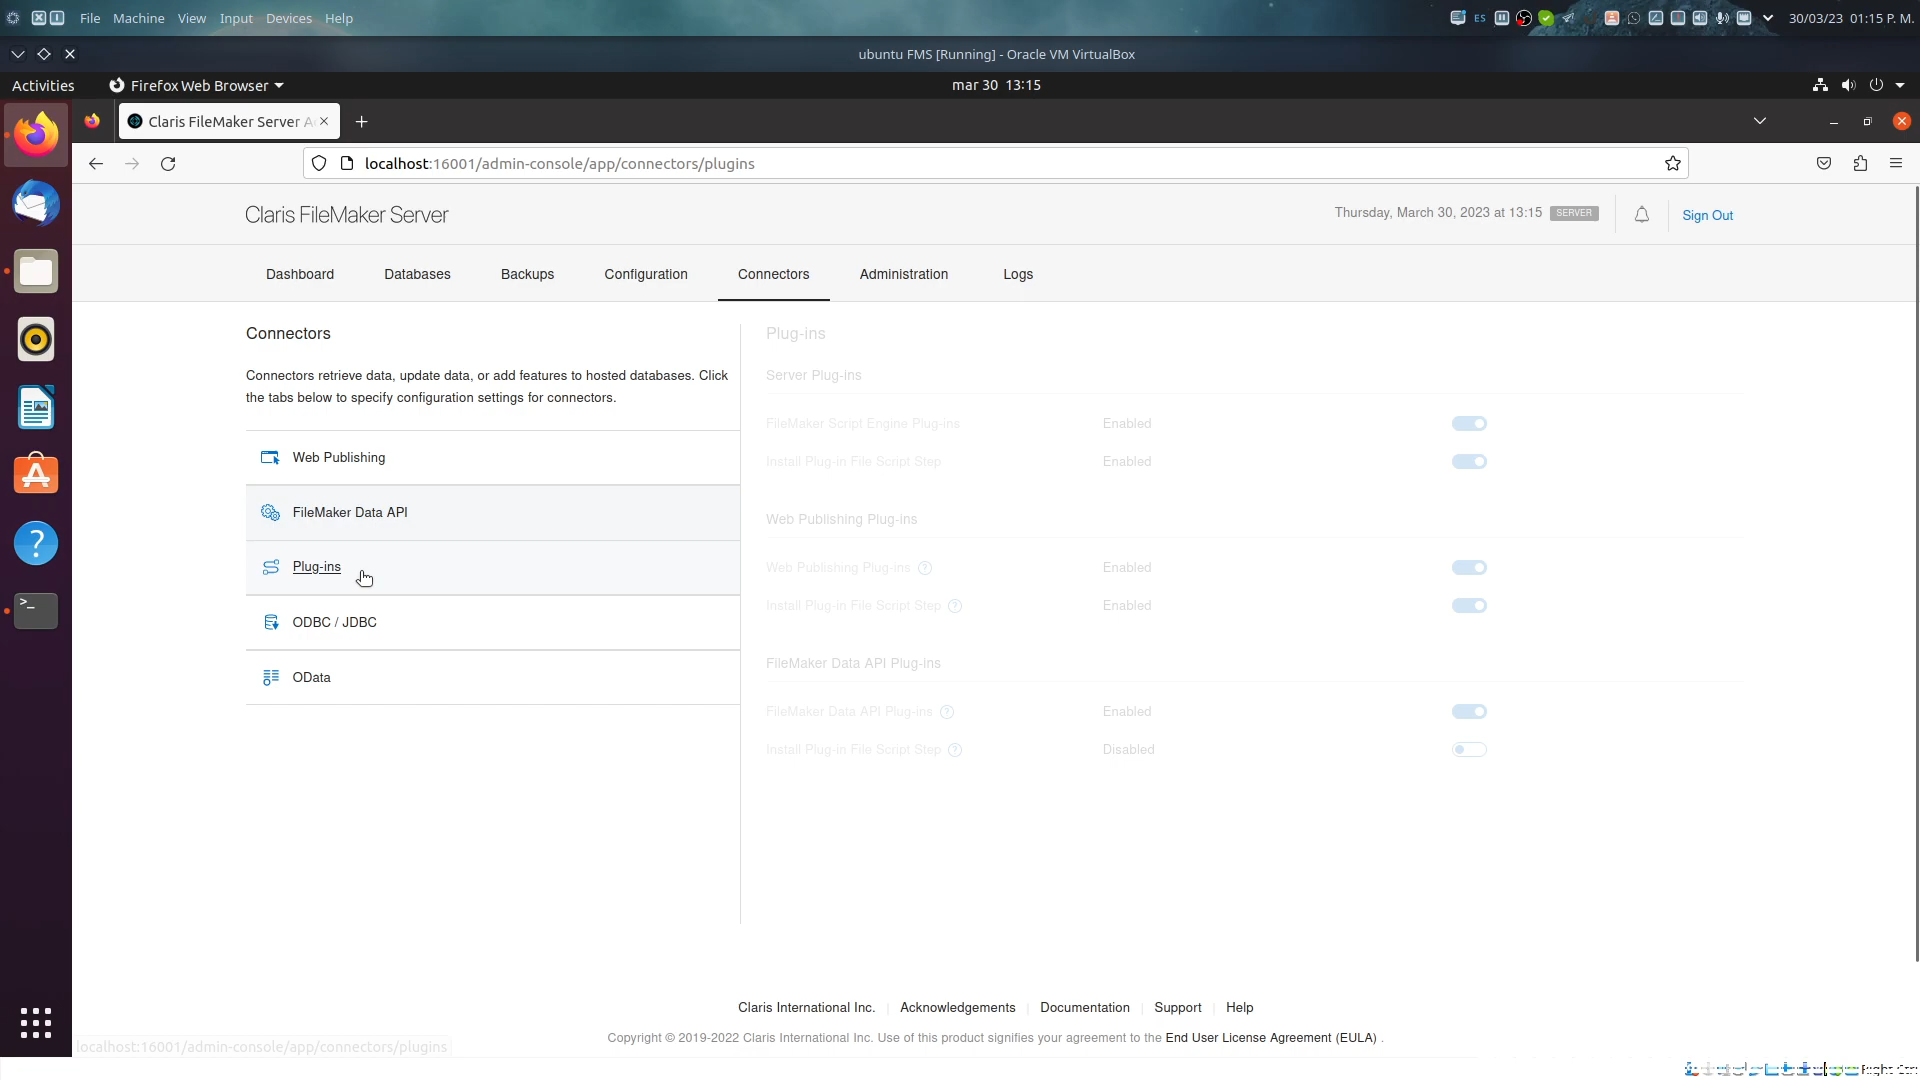 File Machine View Input Devices Help
ES
30/03/23 01:15 P. M.
ubuntu FMS [Running] - Oracle VM VirtualBox
Activities
Firefox Web Browser
mar 30 13:15
Claris FileMaker Server A
localhost:16001/admin-console/app/connectors/plugins
Claris FileMaker Server
Thursday, March 30, 2023 at 13:15
SERVER
Sign Out
Dashboard
Databases
Backups
Configuration
Connectors
Administration
Logs
Connectors
Connectors retrieve data, update data, or add features to hosted databases. Click
the tabs below to specify configuration settings for connectors.
Web Publishing
FileMaker Data API
Plug-ins
ODBC / JDBC
OData
Plug-ins
Server Plug-ins
FileMaker Script Engine Plug-ins Enabled
Install Plug-in File Script Step Enabled
Web Publishing Plug-ins
Web Publishing Plug-ins ? Enabled
Install Plug-in File Script Step ? Enabled
FileMaker Data API Plug-ins
FileMaker Data API Plug-ins ? Enabled
Install Plug-in File Script Step ? Disabled
Claris International Inc. | Acknowledgements | Documentation | Support | Help
Copyright © 2019-2022 Claris International Inc. Use of this product signifies your agreement to the End User License Agreement (EULA) .
localhost:16001/admin-console/app/connectors/plugins